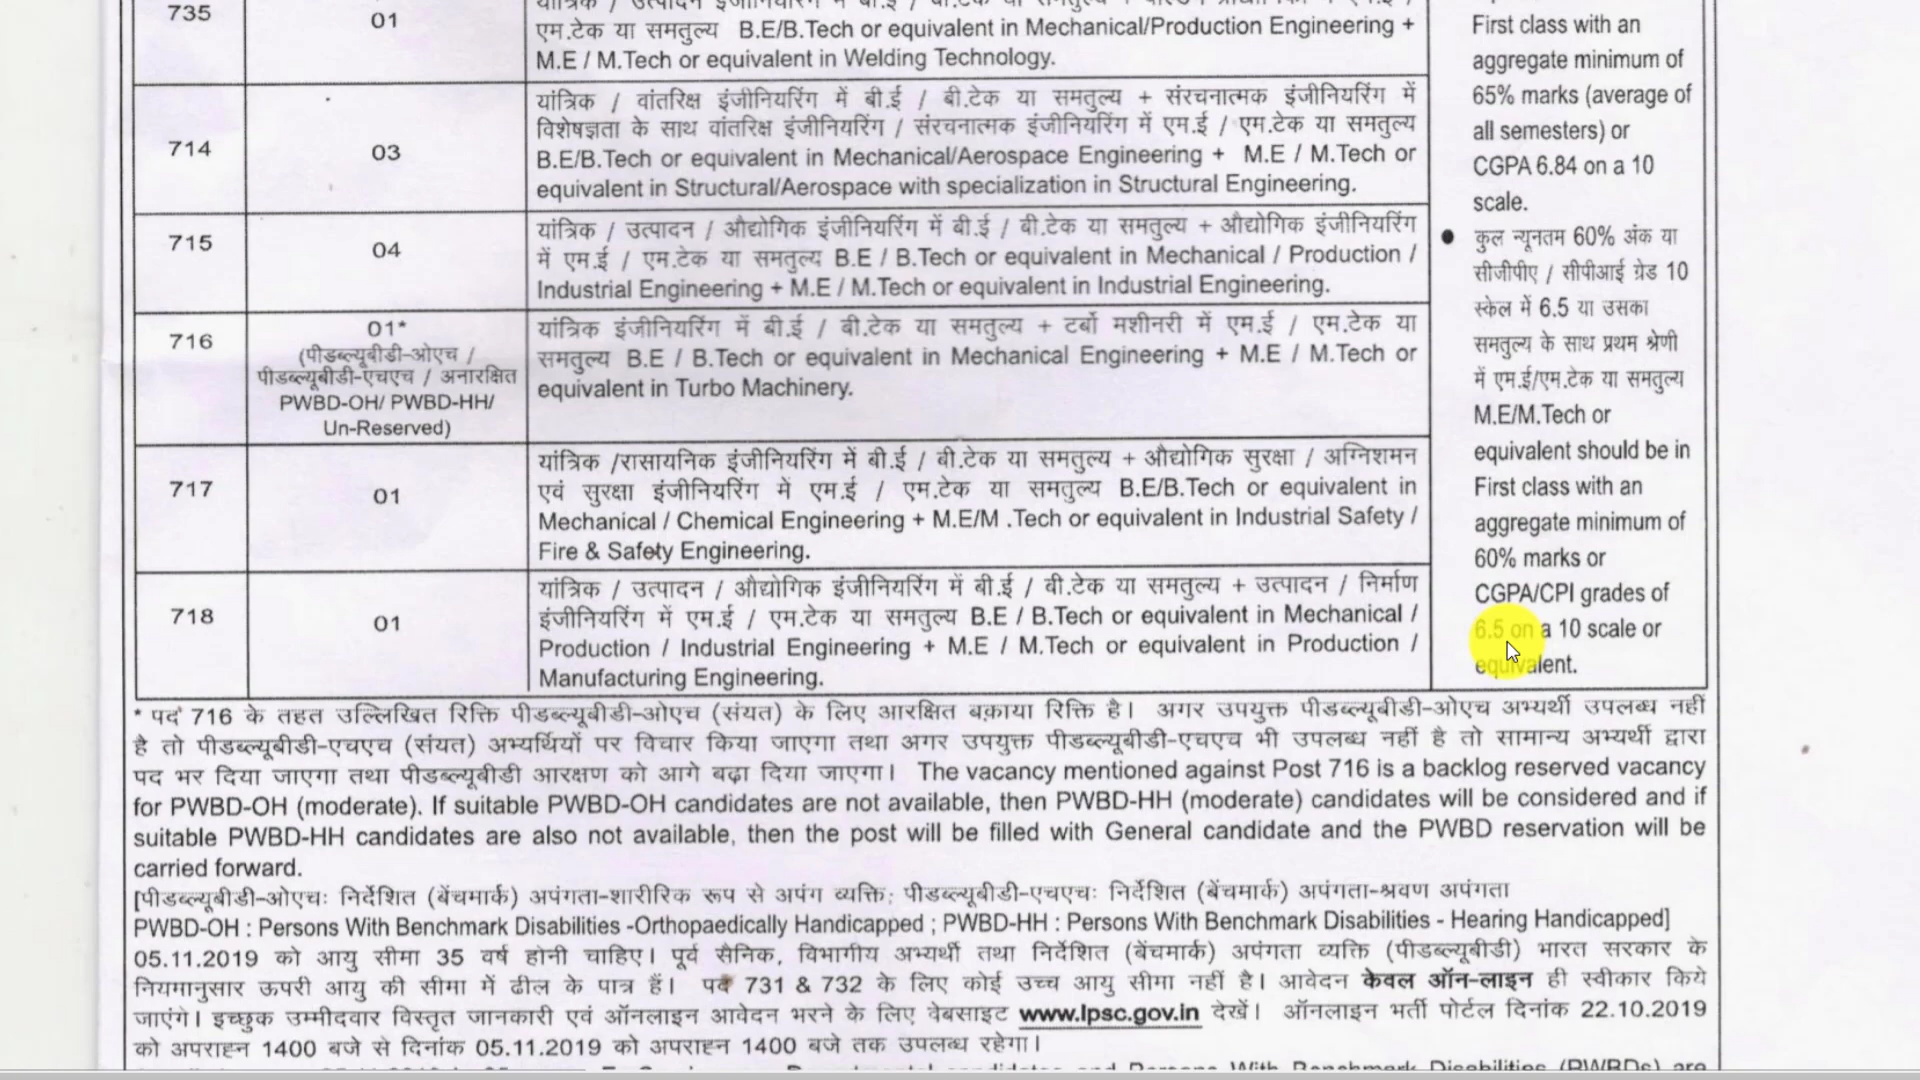 735
01
एम.टेक या समतुल्य B.E/B.Tech or equivalent in Mechanical/Production Engineering +
M.E / M.Tech or equivalent in Welding Technology.
714
03
यांत्रिक / वांतरिक्ष इंजीनियरिंग में बी.ई / बी.टेक या समतुल्य + संरचनात्मक इंजीनियरिंग में
विशेषज्ञता के साथ वांतरिक्ष इंजीनियरिंग / संरचनात्मक इंजीनियरिंग में एम.ई / एम.टेक या समतुल्य
B.E/B.Tech or equivalent in Mechanical/Aerospace Engineering + M.E / M.Tech or
equivalent in Structural/Aerospace with specialization in Structural Engineering.
715
04
यांत्रिक / उत्पादन / औद्योगिक इंजीनियरिंग में बी.ई / बी.टेक या समतुल्य + औद्योगिक इंजीनियरिंग
में एम.ई / एम.टेक या समतुल्य B.E / B.Tech or equivalent in Mechanical / Production /
Industrial Engineering + M.E / M.Tech or equivalent in Industrial Engineering.
716
01*
(पीडब्ल्यूबीडी-ओएच /
पीडब्ल्यूबीडी-एचएच / अनारक्षित
PWBD-OH/ PWBD-HH/
Un-Reserved)
यांत्रिक इंजीनियरिंग में बी.ई / बी.टेक या समतुल्य + टर्बो मशीनरी में एम.ई / एम.टेक या
समतुल्य B.E / B.Tech or equivalent in Mechanical Engineering + M.E / M.Tech or
equivalent in Turbo Machinery.
717
01
यांत्रिक /रासायनिक इंजीनियरिंग में बी.ई / बी.टेक या समतुल्य + औद्योगिक सुरक्षा / अग्निशमन
एवं सुरक्षा इंजीनियरिंग में एम.ई / एम.टेक या समतुल्य B.E/B.Tech or equivalent in
Mechanical / Chemical Engineering + M.E/M .Tech or equivalent in Industrial Safety /
Fire & Safety Engineering.
718
01
यांत्रिक / उत्पादन / औद्योगिक इंजीनियरिंग में बी.ई / बी.टेक या समतुल्य + उत्पादन / निर्माण
इंजीनियरिंग में एम.ई / एम.टेक या समतुल्य B.E / B.Tech or equivalent in Mechanical /
Production / Industrial Engineering + M.E / M.Tech or equivalent in Production /
Manufacturing Engineering.
First class with an
aggregate minimum of
65% marks (average of
all semesters) or
CGPA 6.84 on a 10
scale.
● कुल न्यूनतम 60% अंक या
सीजीपीए / सीपीआई ग्रेड 10
स्केल में 6.5 या उसका
समतुल्य के साथ प्रथम श्रेणी
में एम.ई/एम.टेक या समतुल्य
M.E/M.Tech or
equivalent should be in
First class with an
aggregate minimum of
60% marks or
CGPA/CPI grades of
6.5 on a 10 scale or
equivalent.
* पद 716 के तहत उल्लिखित रिक्ति पीडब्ल्यूबीडी-ओएच (संयत) के लिए आरक्षित बक़ाया रिक्ति है। अगर उपयुक्त पीडब्ल्यूबीडी-ओएच अभ्यर्थी उपलब्ध नहीं
है तो पीडब्ल्यूबीडी-एचएच (संयत) अभ्यर्थियों पर विचार किया जाएगा तथा अगर उपयुक्त पीडब्ल्यूबीडी-एचएच भी उपलब्ध नहीं है तो सामान्य अभ्यर्थी द्वारा
पद भर दिया जाएगा तथा पीडब्ल्यूबीडी आरक्षण को आगे बढ़ा दिया जाएगा। The vacancy mentioned against Post 716 is a backlog reserved vacancy
for PWBD-OH (moderate). If suitable PWBD-OH candidates are not available, then PWBD-HH (moderate) candidates will be considered and if
suitable PWBD-HH candidates are also not available, then the post will be filled with General candidate and the PWBD reservation will be
carried forward.
[पीडब्ल्यूबीडी-ओएच: निर्देशित (बेंचमार्क) अपंगता-शारीरिक रूप से अपंग व्यक्ति; पीडब्ल्यूबीडी-एचएच: निर्देशित (बेंचमार्क) अपंगता-श्रवण अपंगता
PWBD-OH : Persons With Benchmark Disabilities -Orthopaedically Handicapped ; PWBD-HH : Persons With Benchmark Disabilities - Hearing Handicapped]
05.11.2019 को आयु सीमा 35 वर्ष होनी चाहिए। पूर्व सैनिक, विभागीय अभ्यर्थी तथा निर्देशित (बेंचमार्क) अपंगता व्यक्ति (पीडब्ल्यूबीडी) भारत सरकार के
नियमानुसार ऊपरी आयु की सीमा में ढील के पात्र हैं। पद 731 & 732 के लिए कोई उच्च आयु सीमा नहीं है। आवेदन केवल ऑन-लाइन ही स्वीकार किये
जाएंगे। इच्छुक उम्मीदवार विस्तृत जानकारी एवं ऑनलाइन आवेदन भरने के लिए वेबसाइट www.lpsc.gov.in देखें। ऑनलाइन भर्ती पोर्टल दिनांक 22.10.2019
को अपराह्न 1400 बजे से दिनांक 05.11.2019 को अपराह्न 1400 बजे तक उपलब्ध रहेगा।